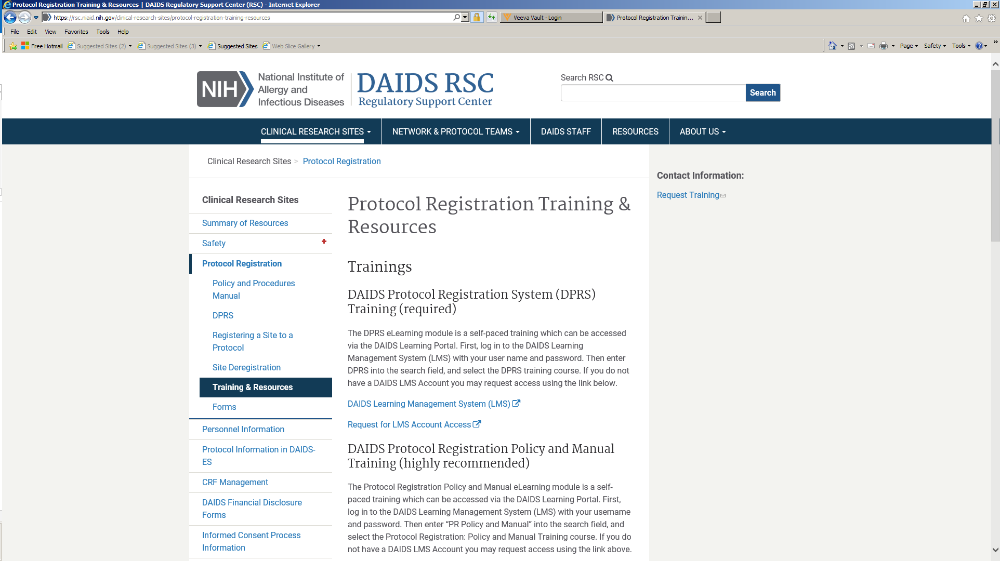 Protocol Registration Training & Resources | DAIDS Regulatory Support Center (RSC) - Internet Explorer
https://rsc.niaid.nih.gov/clinical-research-sites/protocol-registration-training-resources
Veeva Vault - Login
Protocol Registration Trainin...
File Edit View Favorites Tools Help
Free Hotmail Suggested Sites (2) Suggested Sites (3) Suggested Sites Web Slice Gallery
Page Safety Tools
NIH
National Institute of
Allergy and
Infectious Diseases
DAIDS RSC
Regulatory Support Center
Search RSC
Search
CLINICAL RESEARCH SITES NETWORK & PROTOCOL TEAMS DAIDS STAFF RESOURCES ABOUT US
Clinical Research Sites > Protocol Registration
Clinical Research Sites
Summary of Resources
Safety
Protocol Registration
Policy and Procedures
Manual
DPRS
Registering a Site to a
Protocol
Site Deregistration
Training & Resources
Forms
Personnel Information
Protocol Information in DAIDS-
ES
CRF Management
DAIDS Financial Disclosure
Forms
Informed Consent Process
Information
Protocol Registration Training &
Resources
Trainings
DAIDS Protocol Registration System (DPRS)
Training (required)
The DPRS eLearning module is a self-paced training which can be accessed
via the DAIDS Learning Portal. First, log in to the DAIDS Learning
Management System (LMS) with your user name and password. Then enter
DPRS into the search field, and select the DPRS training course. If you do not
have a DAIDS LMS Account you may request access using the link below.
DAIDS Learning Management System (LMS)
Request for LMS Account Access
DAIDS Protocol Registration Policy and Manual
Training (highly recommended)
The Protocol Registration Policy and Manual eLearning module is a self-
paced training which can be accessed via the DAIDS Learning Portal. First,
log in to the DAIDS Learning Management System (LMS) with your username
and password. Then enter “PR Policy and Manual” into the search field, and
select the Protocol Registration: Policy and Manual Training course. If you do
not have a DAIDS LMS Account you may request access using the link above.
Contact Information:
Request Training